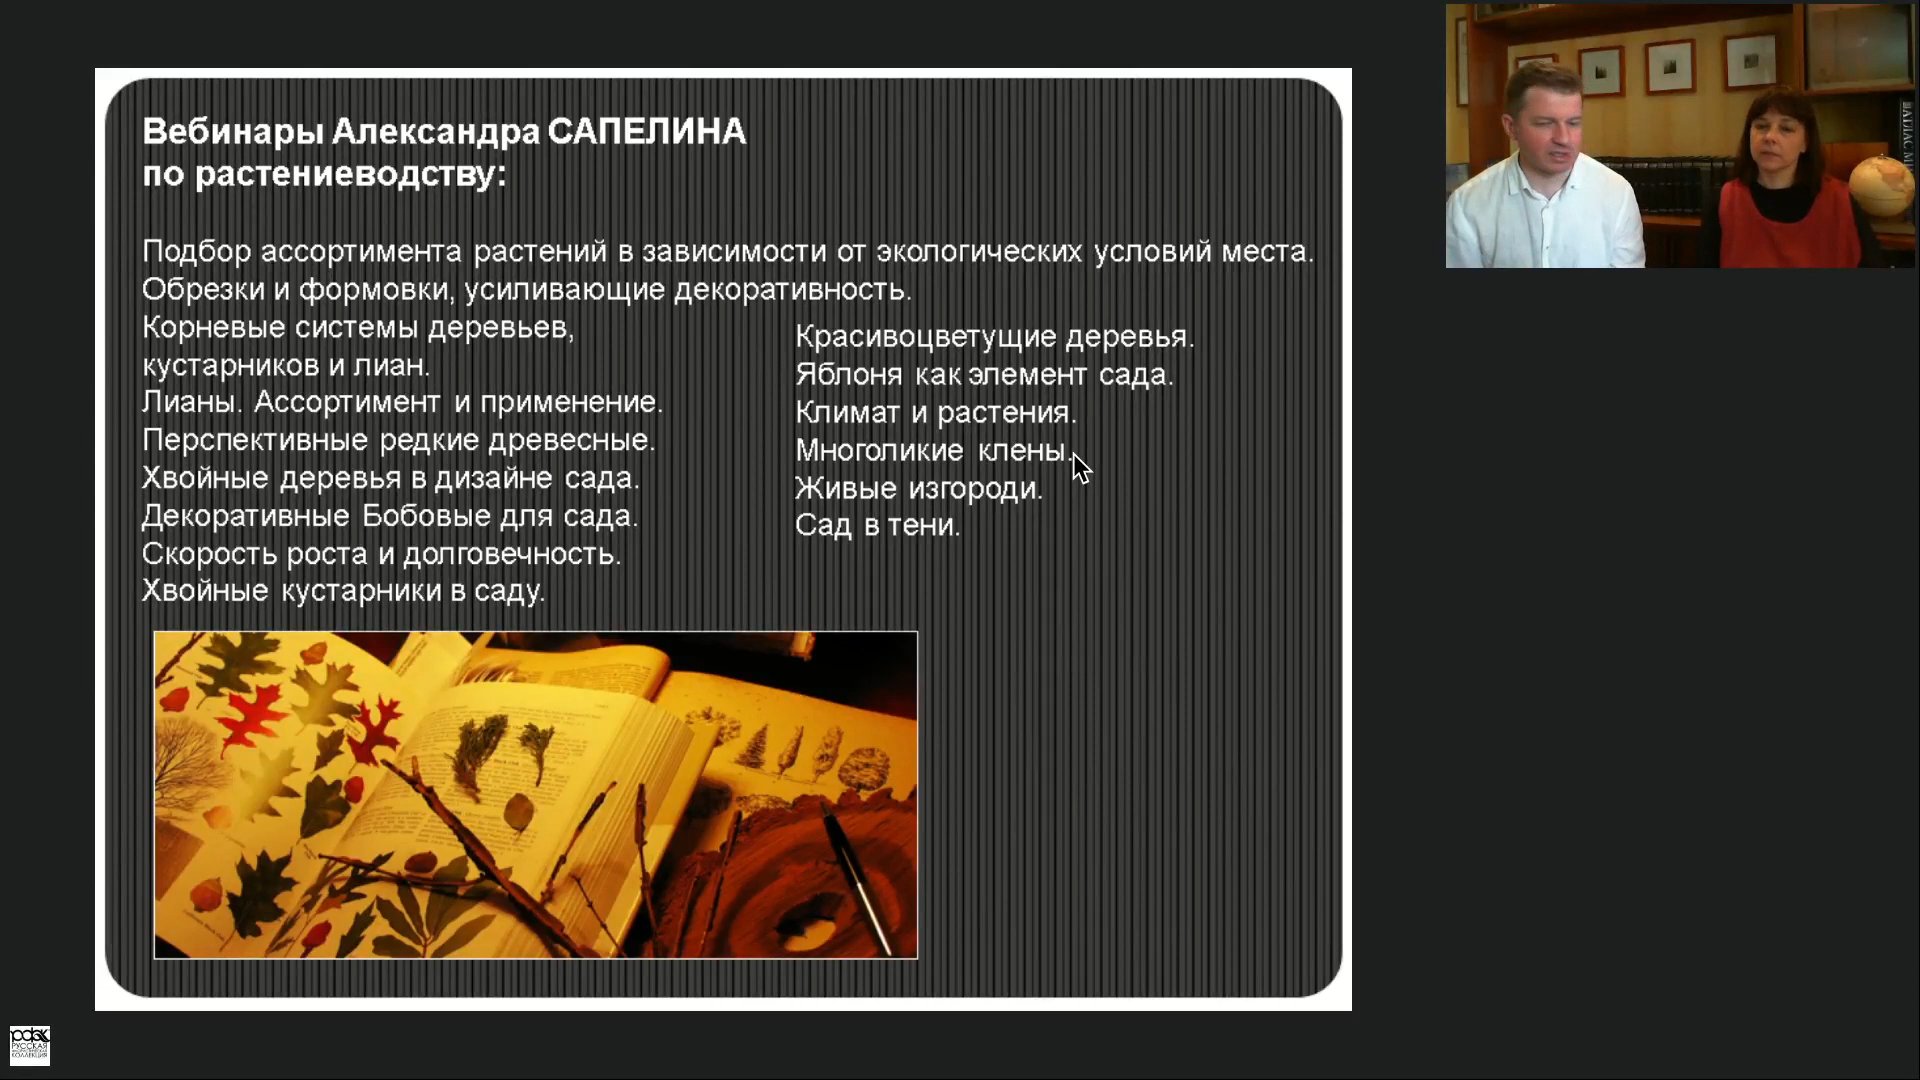 Вебинары Александра САПЕЛИНА
по растениеводству:
Подбор ассортимента растений в зависимости от экологических условий места.
Обрезки и формовки, усиливающие декоративность.
Корневые системы деревьев,
кустарников и лиан.
Лианы. Ассортимент и применение.
Перспективные редкие древесные.
Хвойные деревья в дизайне сада.
Декоративные Бобовые для сада.
Скорость роста и долговечность.
Хвойные кустарники в саду.
Красивоцветущие деревья.
Яблоня как элемент сада.
Климат и растения.
Многоликие клены.
Живые изгороди.
Сад в тени.
РУССКАЯ
КОЛЛЕКЦИЯ